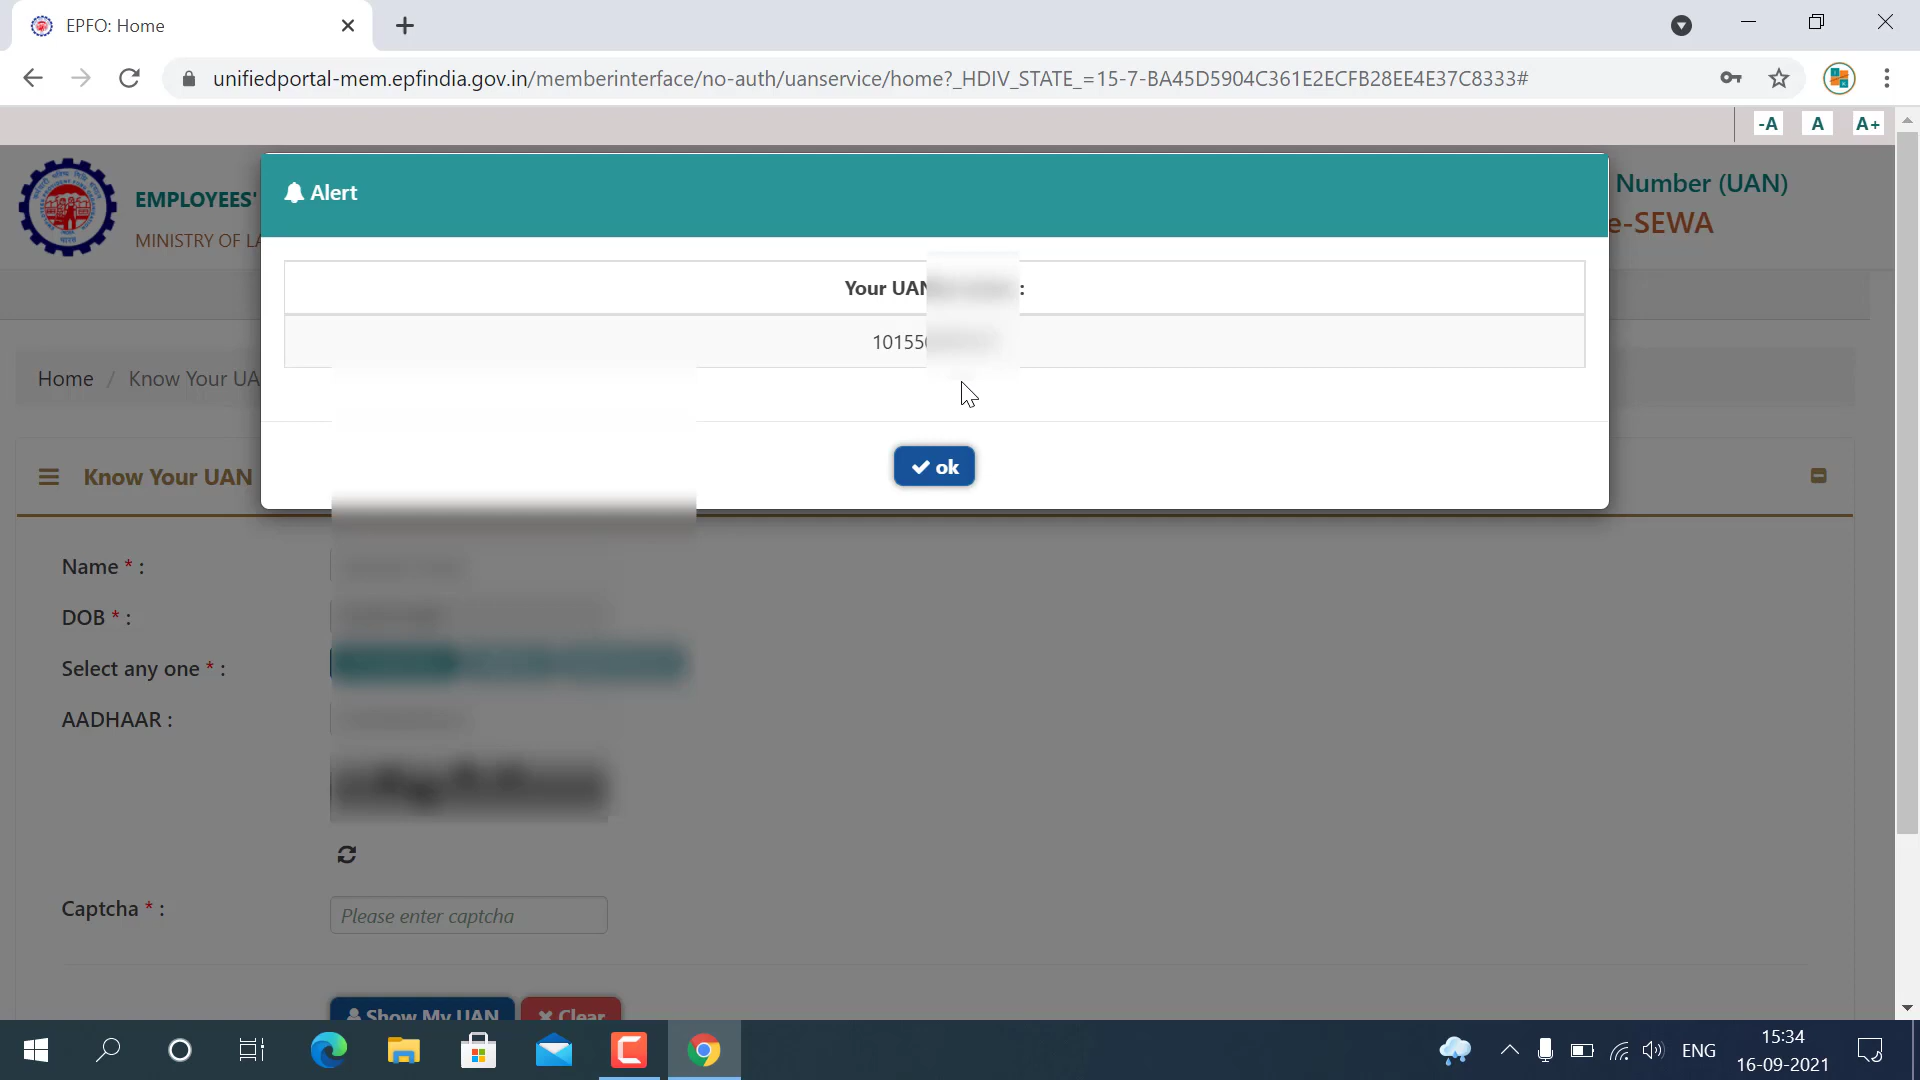 EPFO: Home
unifiedportal-mem.epfindia.gov.in/memberinterface/no-auth/uanservice/home?_HDIV_STATE_=15-7-BA45D5904C361E2ECFB28EE4E37C8333#
-A A A+
EMPLOYEES' Number (UAN)
MINISTRY OF e-SEWA
Alert
Your UAN :
10155
Home / Know Your
ok
Know Your UAN
Name * :
DOB * :
Select any one * :
AADHAAR :
Captcha * :
Please enter captcha
Show My UAN
Clear
ENG
15:34
16-09-2021